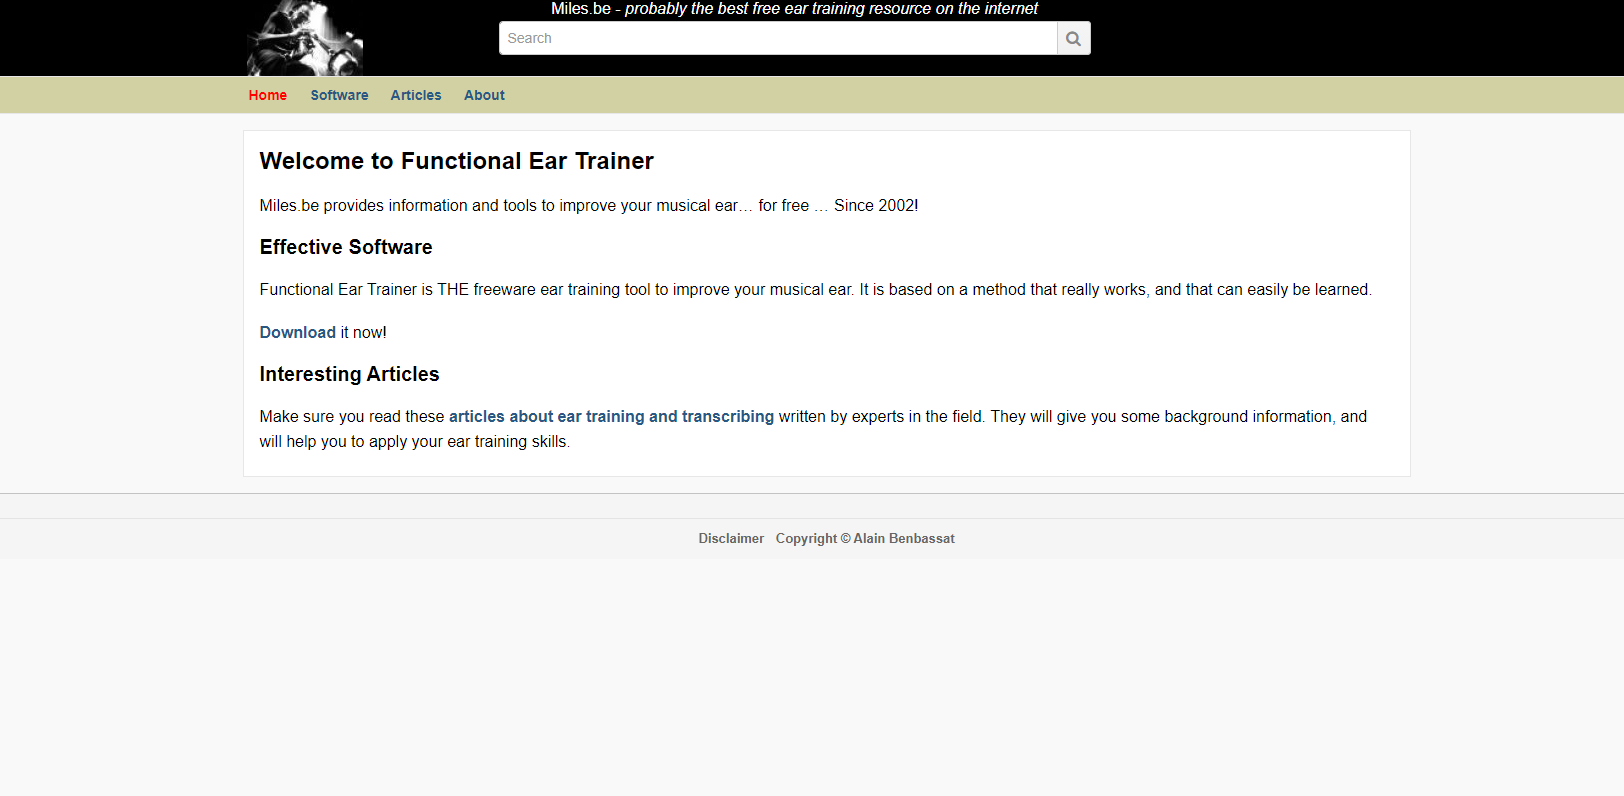 Miles.be - probably the best free ear training resource on the internet
Search
Home Software Articles About
Welcome to Functional Ear Trainer
Miles.be provides information and tools to improve your musical ear… for free … Since 2002!
Effective Software
Functional Ear Trainer is THE freeware ear training tool to improve your musical ear. It is based on a method that really works, and that can easily be learned.
Download it now!
Interesting Articles
Make sure you read these articles about ear training and transcribing written by experts in the field. They will give you some background information, and
will help you to apply your ear training skills.
Disclaimer Copyright © Alain Benbassat